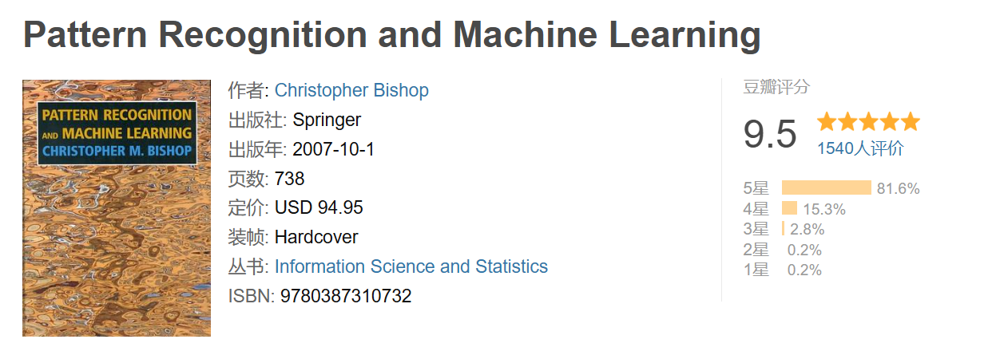 Pattern Recognition and Machine Learning
PATTERN RECOGNITION
AND MACHINE LEARNING
CHRISTOPHER M. BISHOP
作者: Christopher Bishop
出版社: Springer
出版年: 2007-10-1
页数: 738
定价: USD 94.95
装帧: Hardcover
丛书: Information Science and Statistics
ISBN: 9780387310732
豆瓣评分
9.5
1540人评价
5星 81.6%
4星 15.3%
3星 2.8%
2星 0.2%
1星 0.2%